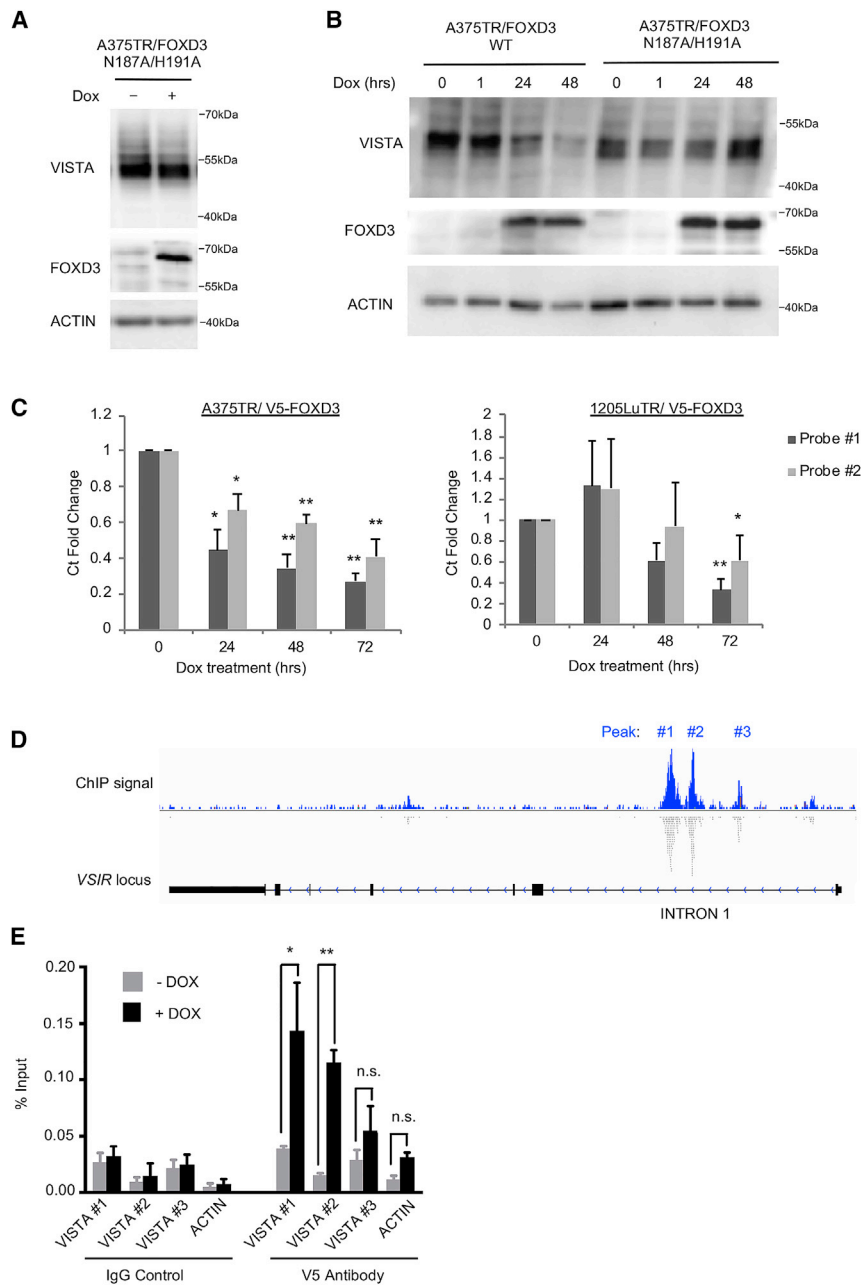 A
A375TR/FOXD3
N187A/H191A
Dox – +
–70kDa
VISTA
–55kDa
–40kDa
FOXD3
–70kDa
–55kDa
ACTIN
–40kDa
B
A375TR/FOXD3
WT
A375TR/FOXD3
N187A/H191A
Dox (hrs) 0 1 24 48 0 1 24 48
VISTA
–55kDa
–40kDa
FOXD3
–70kDa
–55kDa
ACTIN
–40kDa
C
A375TR/ V5-FOXD3
Ct Fold Change
1.2
1
0.8
0.6
0.4
0.2
0
* * ** ** ** **
0 24 48 72
Dox treatment (hrs)
1205LuTR/ V5-FOXD3
Ct Fold Change
2
1.8
1.6
1.4
1.2
1
0.8
0.6
0.4
0.2
0
** *
0 24 48 72
Dox treatment (hrs)
Probe #1
Probe #2
D
Peak: #1 #2 #3
ChIP signal
VSIR locus
INTRON 1
E
% Input
0.20
0.15
0.10
0.05
0.00
- DOX
+ DOX
* ** n.s. n.s.
VISTA #1 VISTA #2 VISTA #3 ACTIN VISTA #1 VISTA #2 VISTA #3 ACTIN
IgG Control V5 Antibody